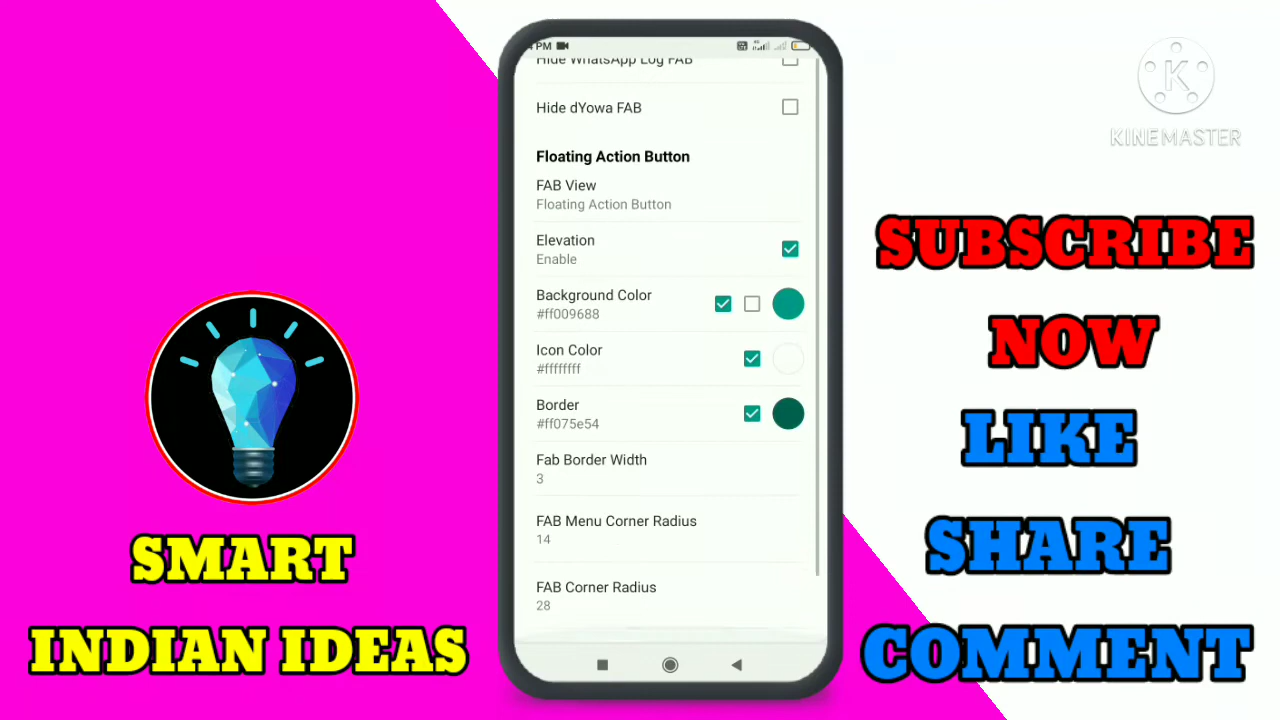 PM
Hide WhatsApp Log FAB
Hide dYowa FAB
Floating Action Button
FAB View
Floating Action Button
Elevation
Enable
Background Color
#ff009688
Icon Color
#ffffffff
Border
#ff075e54
Fab Border Width
3
FAB Menu Corner Radius
14
FAB Corner Radius
28
SMART
INDIAN IDEAS
K
KINEMASTER
SUBSCRIBE
NOW
LIKE
SHARE
COMMENT